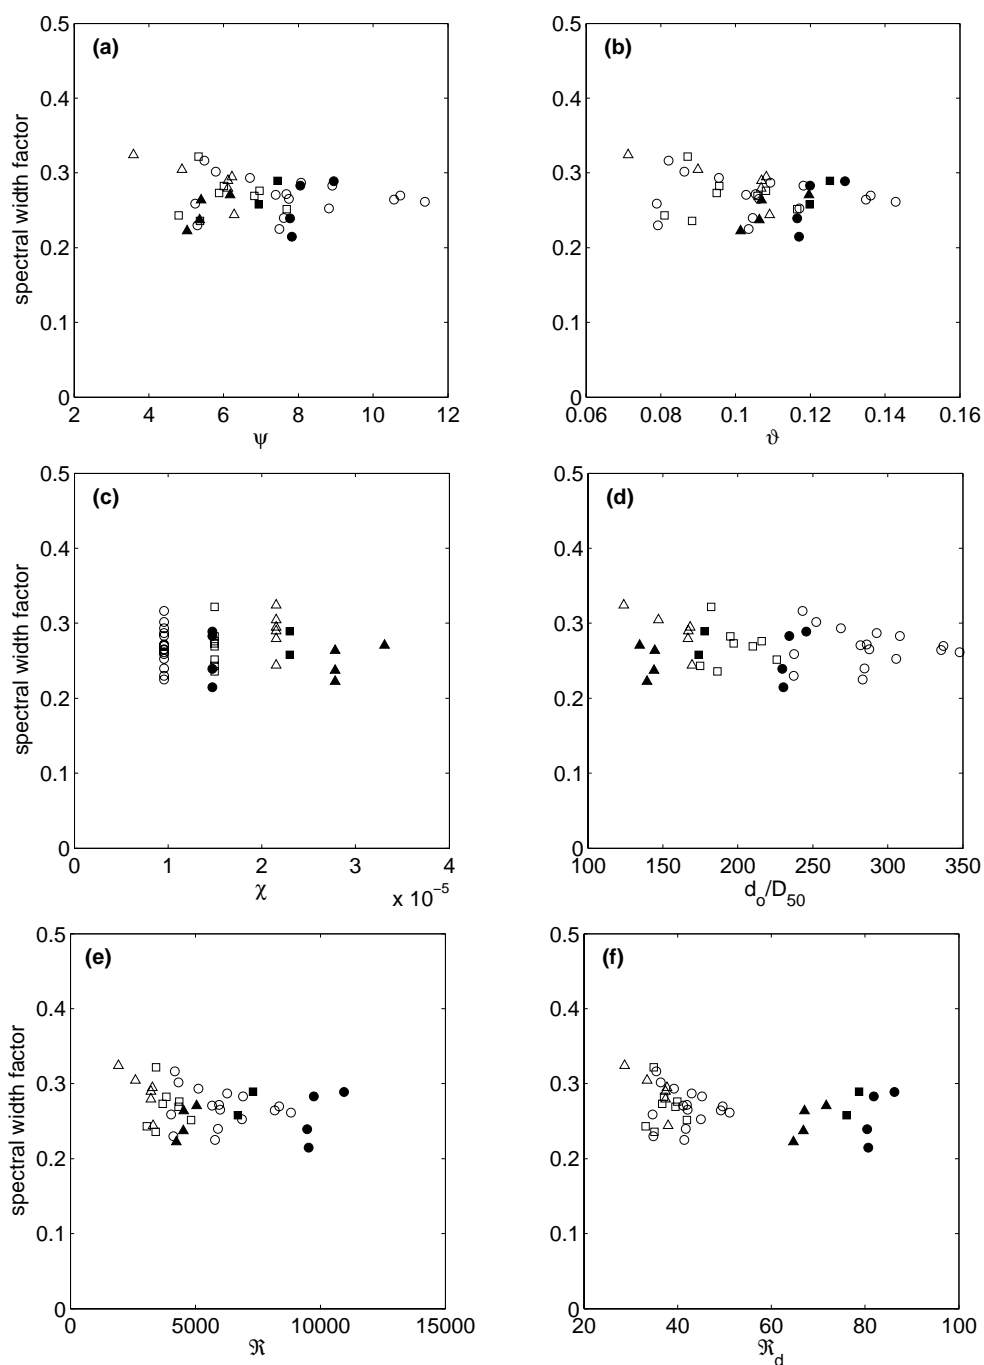 (a)
0.5
0.4
0.3
0.2
0.1
0
spectral width factor
2 4 6 8 10 12
ψ
(b)
0.5
0.4
0.3
0.2
0.1
0
0.06 0.08 0.1 0.12 0.14 0.16
ϑ
(c)
0.5
0.4
0.3
0.2
0.1
0
spectral width factor
0 1 2 3 4
χ
x 10⁻⁵
(d)
0.5
0.4
0.3
0.2
0.1
0
100 150 200 250 300 350
dₒ/D₅₀
(e)
0.5
0.4
0.3
0.2
0.1
0
spectral width factor
0 5000 10000 15000
ℜ
(f)
0.5
0.4
0.3
0.2
0.1
0
20 40 60 80 100
ℜ_d